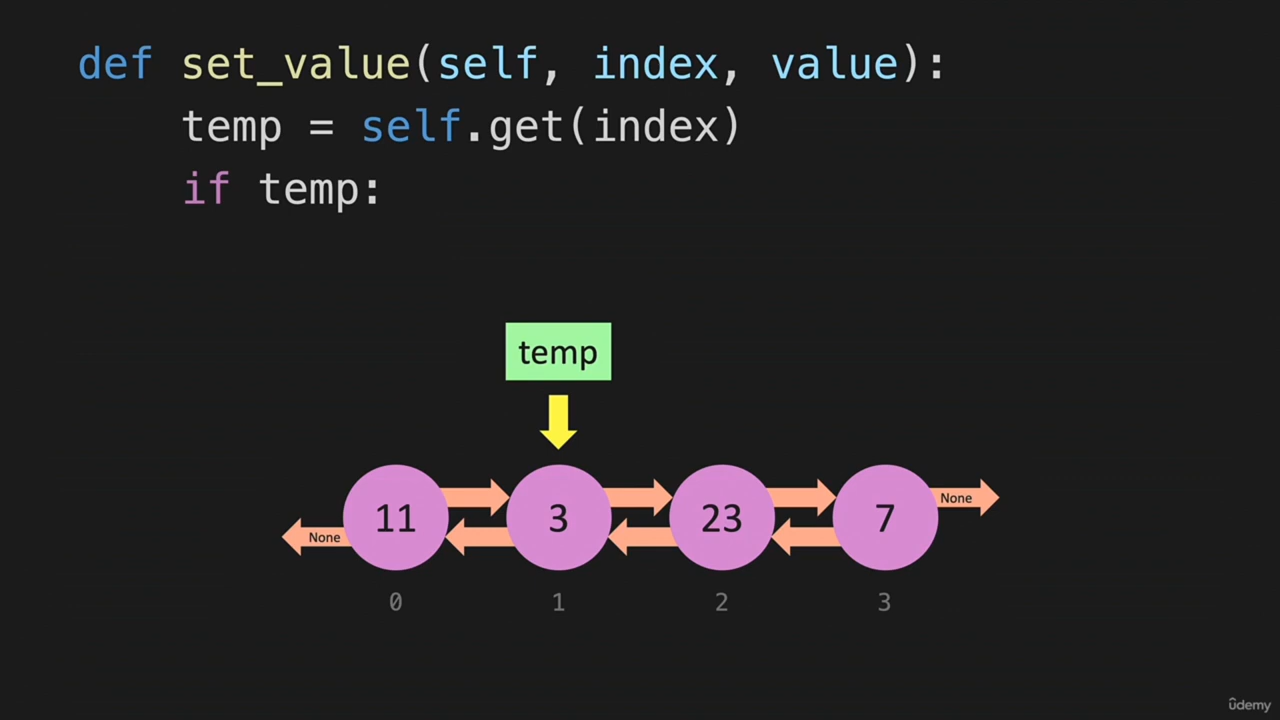 def set_value(self, index, value):
    temp = self.get(index)
    if temp:
temp
None
11 3 23 7
None
0 1 2 3
ûdemy